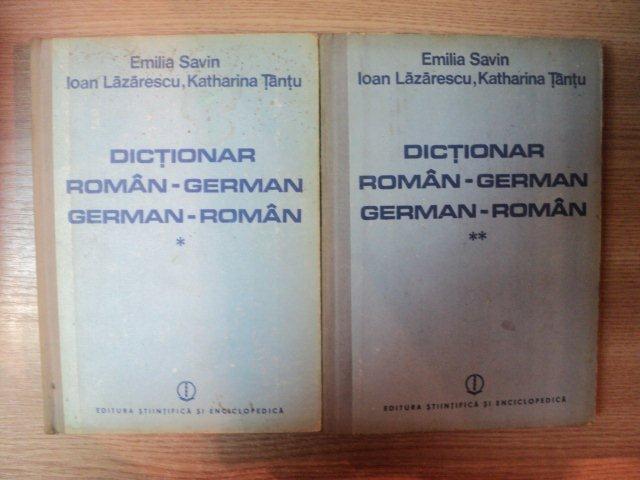 Emilia Savin
Ioan Lăzărescu, Katharina Țânțu
DICȚIONAR
ROMÂN-GERMAN
GERMAN-ROMÂN
*
EDITURA ȘTIINȚIFICĂ ȘI ENCICLOPEDICĂ
Emilia Savin
Ioan Lăzărescu, Katharina Țânțu
DICȚIONAR
ROMÂN-GERMAN
GERMAN-ROMÂN
**
EDITURA ȘTIINȚIFICĂ ȘI ENCICLOPEDICĂ